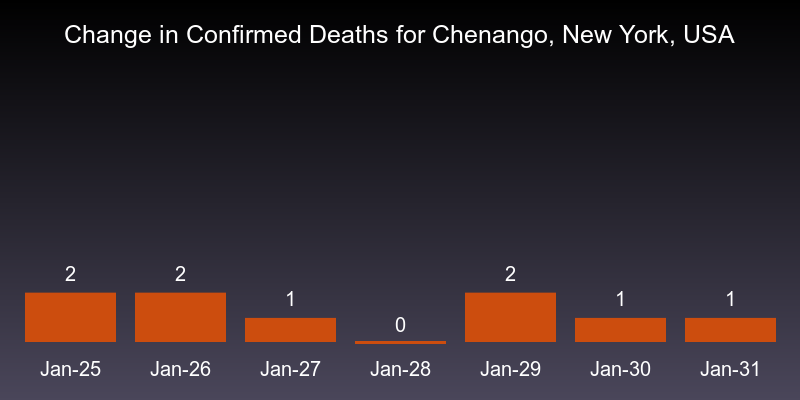 Change in Confirmed Deaths for Chenango, New York, USA
2 2 1 0 2 1 1
Jan-25 Jan-26 Jan-27 Jan-28 Jan-29 Jan-30 Jan-31